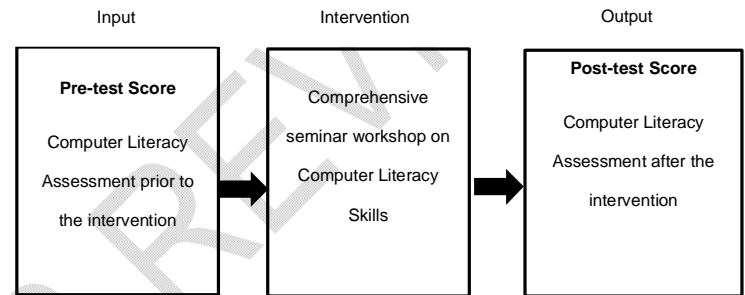 Input
Intervention
Output
Pre-test Score
Computer Literacy
Assessment prior to
the intervention
Comprehensive
seminar workshop on
Computer Literacy
Skills
Post-test Score
Computer Literacy
Assessment after the
intervention